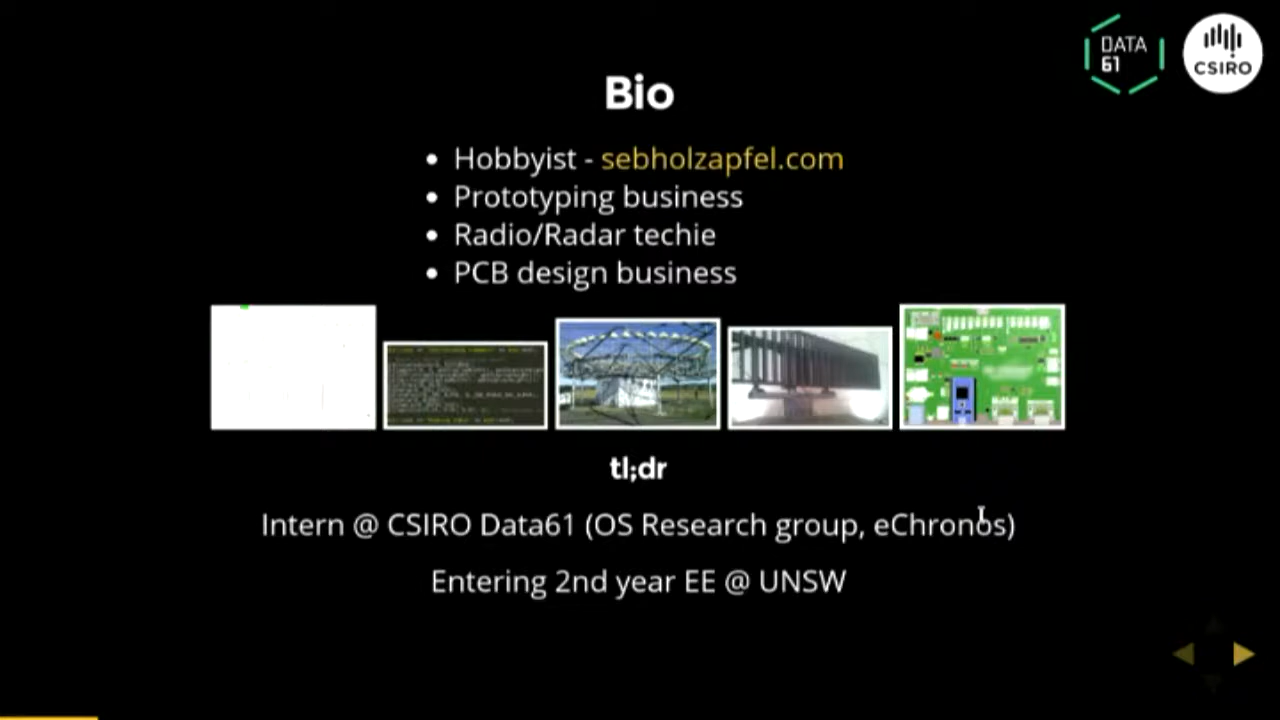 DATA
61
CSIRO
Bio
Hobbyist - sebholzapfel.com
Prototyping business
Radio/Radar techie
PCB design business
tl;dr
Intern @ CSIRO Data61 (OS Research group, eChronos)
Entering 2nd year EE @ UNSW